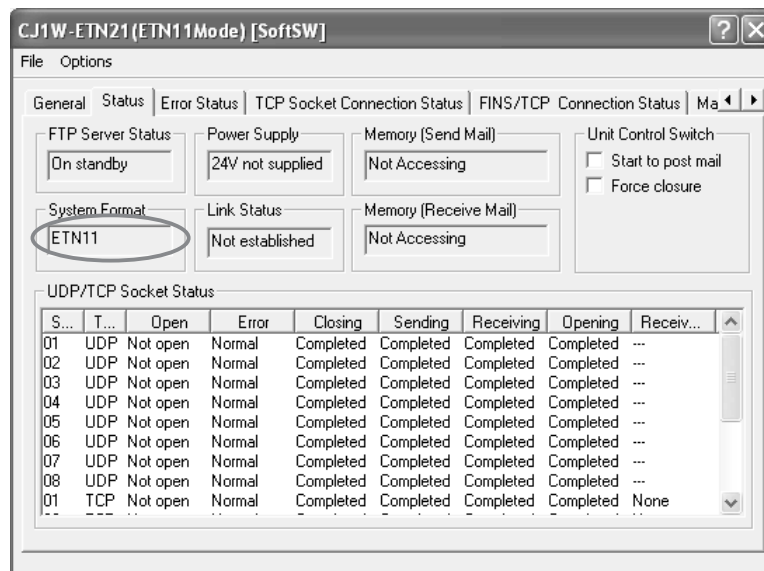 CJ1W-ETN21(ETN11Mode) [SoftSW]
File Options
General Status Error Status TCP Socket Connection Status FINS/TCP Connection Status Ma
FTP Server Status Power Supply Memory (Send Mail) Unit Control Switch
On standby 24V not supplied Not Accessing Start to post mail
Force closure
System Format Link Status Memory (Receive Mail)
ETN11 Not established Not Accessing
UDP/TCP Socket Status
S... T... Open Error Closing Sending Receiving Opening Receiv...
01 UDP Not open Normal Completed Completed Completed Completed ---
02 UDP Not open Normal Completed Completed Completed Completed ---
03 UDP Not open Normal Completed Completed Completed Completed ---
04 UDP Not open Normal Completed Completed Completed Completed ---
05 UDP Not open Normal Completed Completed Completed Completed ---
06 UDP Not open Normal Completed Completed Completed Completed ---
07 UDP Not open Normal Completed Completed Completed Completed ---
08 UDP Not open Normal Completed Completed Completed Completed ---
01 TCP Not open Normal Completed Completed Completed Completed None